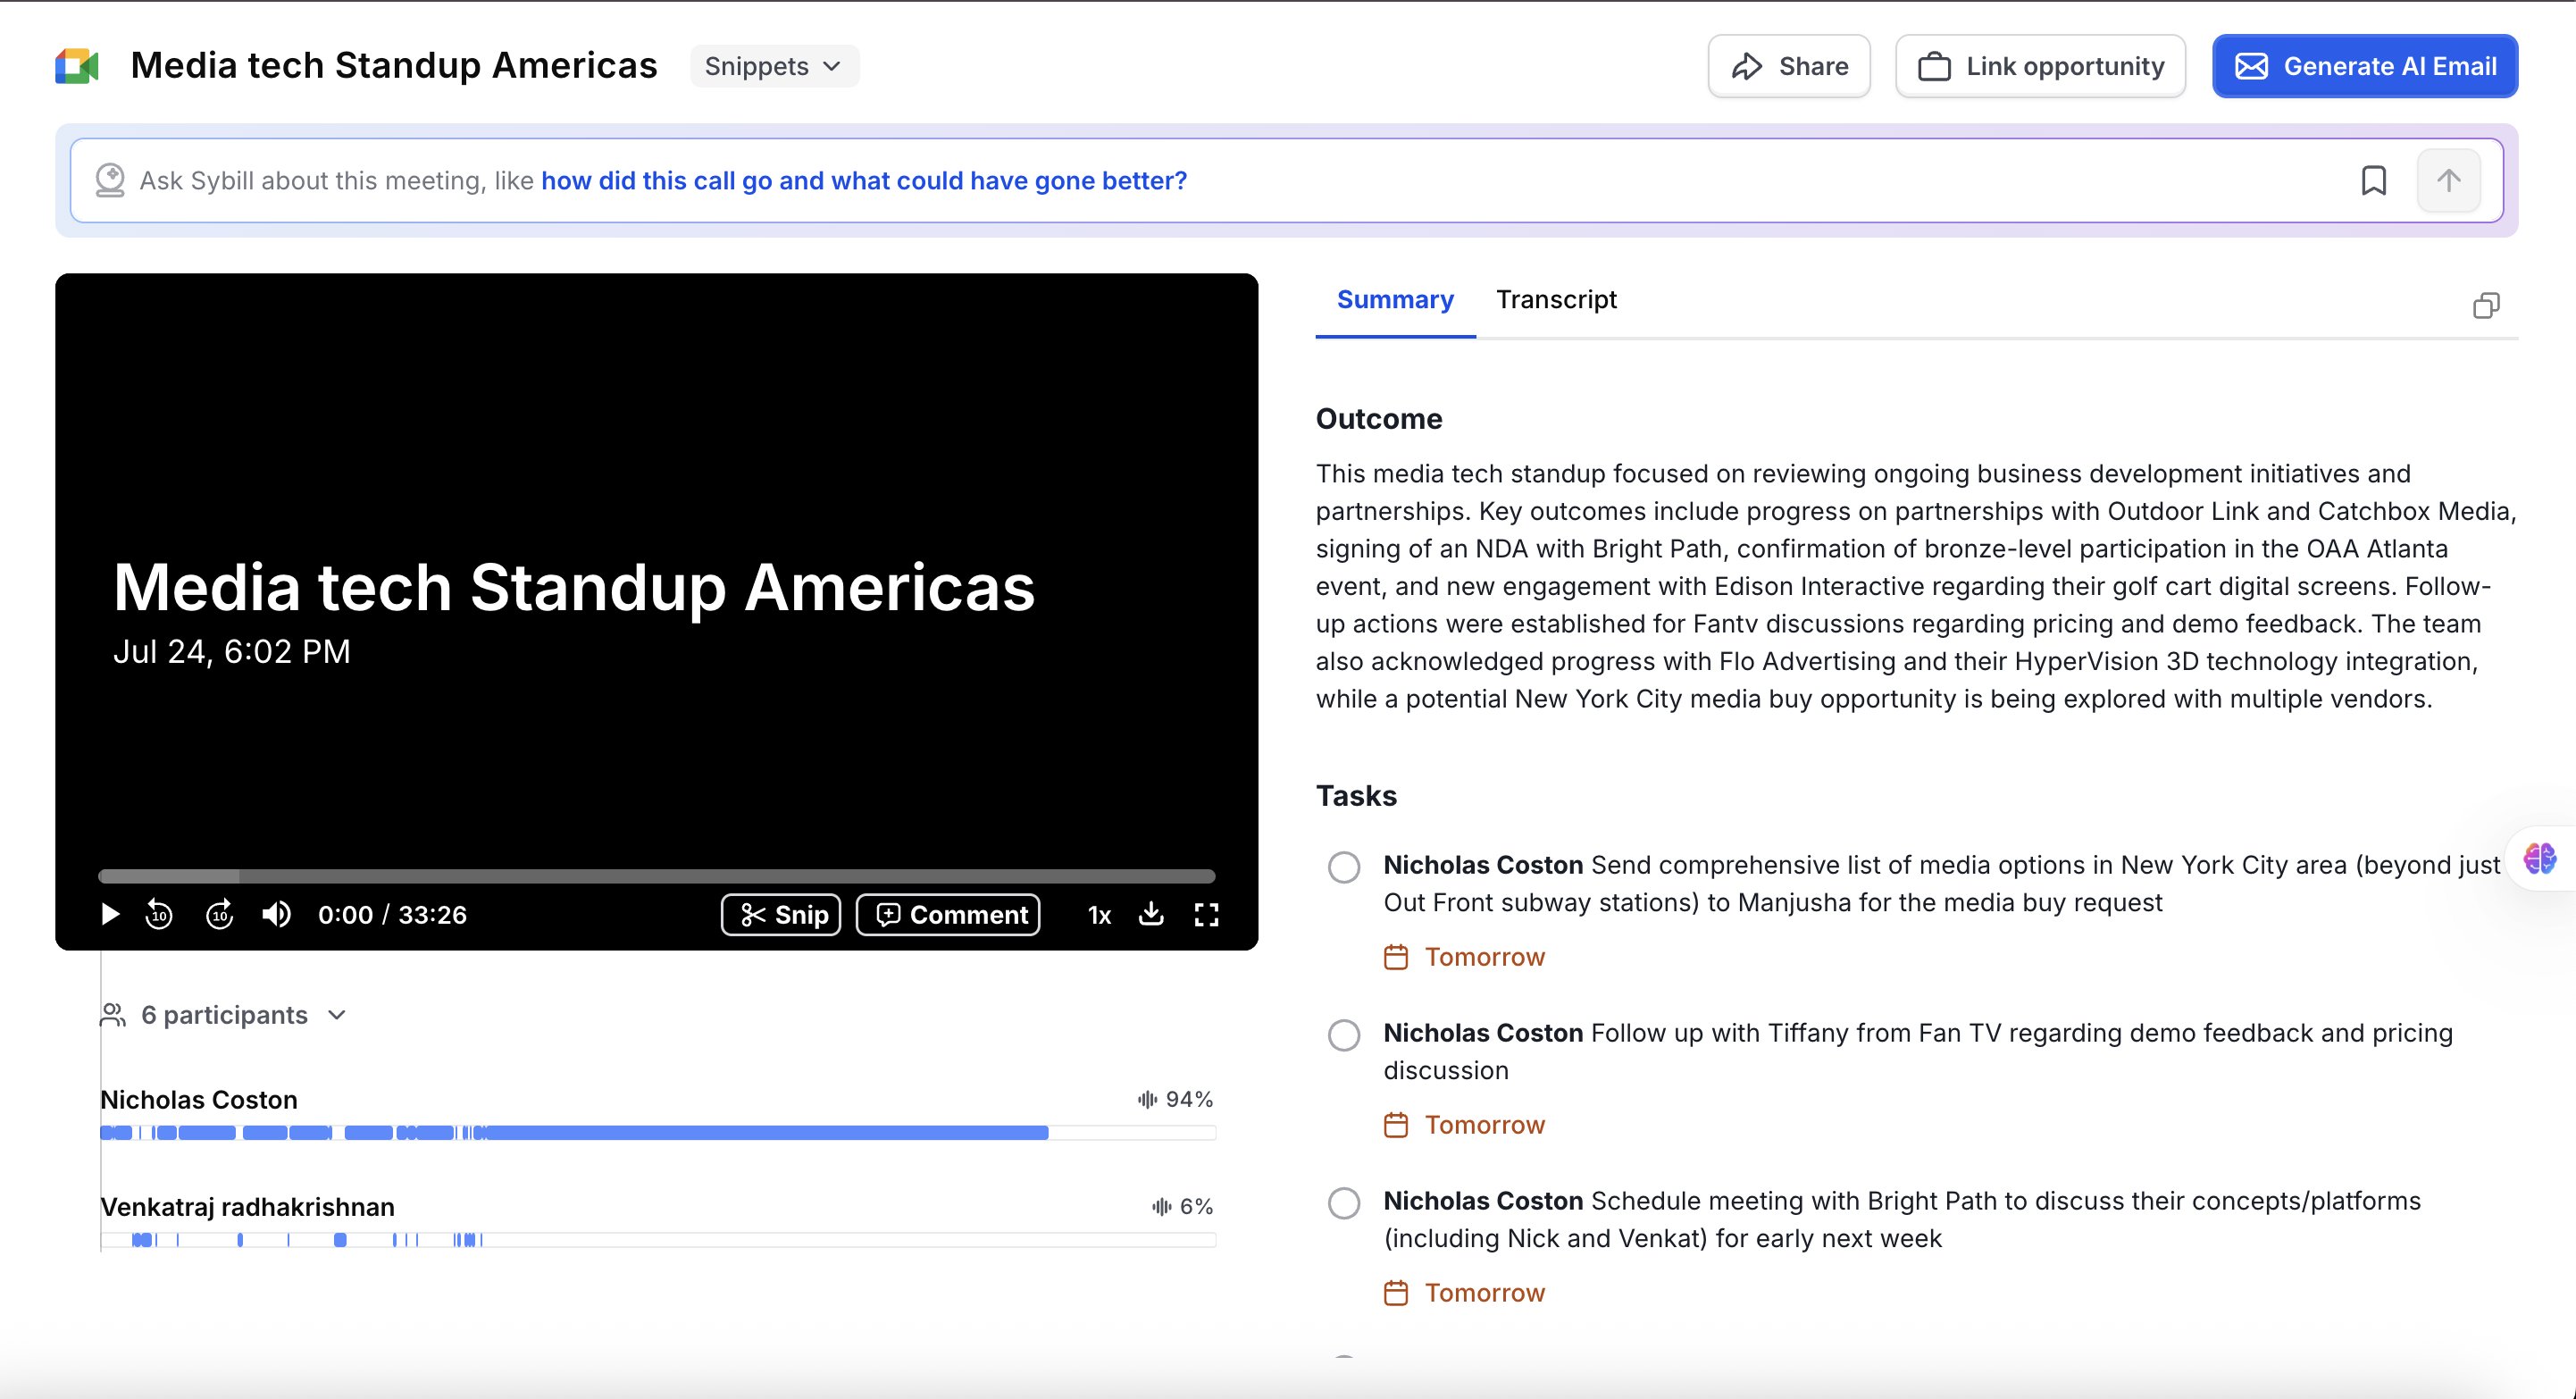 Media tech Standup Americas
Snippets
Share
Link opportunity
Generate AI Email
Ask Sybill about this meeting, like how did this call go and what could have gone better?
Media tech Standup Americas
Jul 24, 6:02 PM
10
10
0:00 / 33:26
Snip
Comment
1x
6 participants
Nicholas Coston
94%
Venkatraj radhakrishnan
6%
Summary
Transcript
Outcome
This media tech standup focused on reviewing ongoing business development initiatives and
partnerships. Key outcomes include progress on partnerships with Outdoor Link and Catchbox Media,
signing of an NDA with Bright Path, confirmation of bronze-level participation in the OAA Atlanta
event, and new engagement with Edison Interactive regarding their golf cart digital screens. Follow-
up actions were established for Fantv discussions regarding pricing and demo feedback. The team
also acknowledged progress with Flo Advertising and their HyperVision 3D technology integration,
while a potential New York City media buy opportunity is being explored with multiple vendors.
Tasks
Nicholas Coston Send comprehensive list of media options in New York City area (beyond just
Out Front subway stations) to Manjusha for the media buy request
Tomorrow
Nicholas Coston Follow up with Tiffany from Fan TV regarding demo feedback and pricing
discussion
Tomorrow
Nicholas Coston Schedule meeting with Bright Path to discuss their concepts/platforms
(including Nick and Venkat) for early next week
Tomorrow